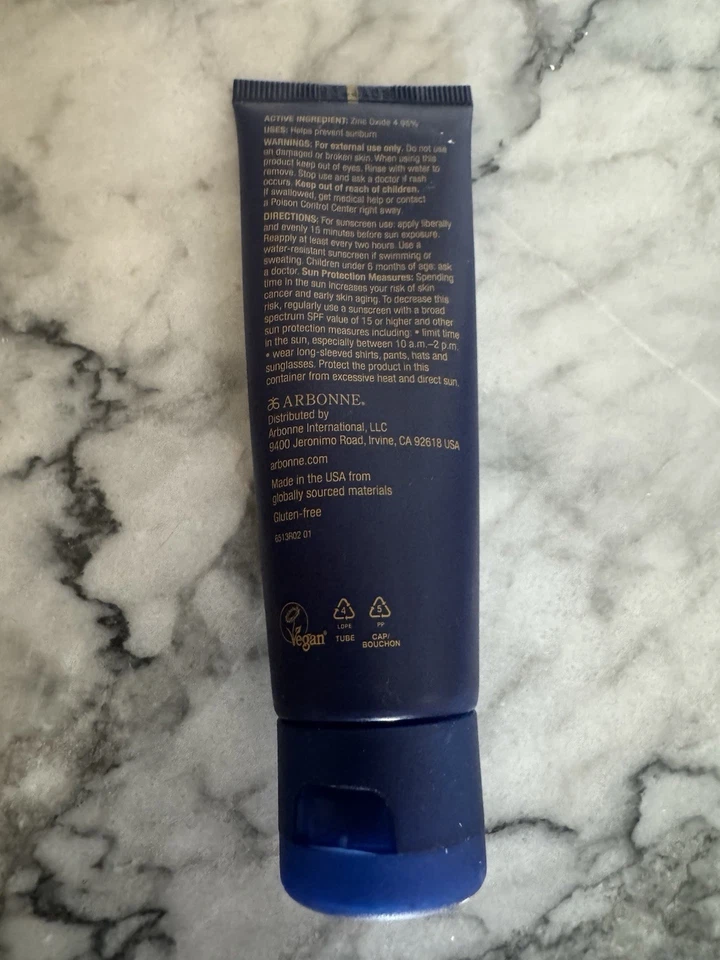 ACTIVE INGREDIENT: Zinc Oxide 4.95%
USES: Helps prevent sunburn
WARNINGS: For external use only. Do not use
on damaged or broken skin. When using this
product keep out of eyes. Rinse with water to
remove. Stop use and ask a doctor if rash
occurs. Keep out of reach of children.
If swallowed, get medical help or contact
a Poison Control Center right away.
DIRECTIONS: For sunscreen use: apply liberally
and evenly 15 minutes before sun exposure.
Reapply at least every two hours. Use a
water-resistant sunscreen if swimming or
sweating. Children under 6 months of age: ask
a doctor. Sun Protection Measures: Spending
time in the sun increases your risk of skin
cancer and early skin aging. To decrease this
risk, regularly use a sunscreen with a broad
spectrum SPF value of 15 or higher and other
sun protection measures including: • limit time
in the sun, especially between 10 a.m.–2 p.m.
• wear long-sleeved shirts, pants, hats and
sunglasses. Protect the product in this
container from excessive heat and direct sun.
ARBONNE®
Distributed by
Arbonne International, LLC
9400 Jeronimo Road, Irvine, CA 92618 USA
arbonne.com
Made in the USA from
globally sourced materials
Gluten-free
6513R02 01
Vegan
4 5
LDPE PP
TUBE CAP/
BOUCHON